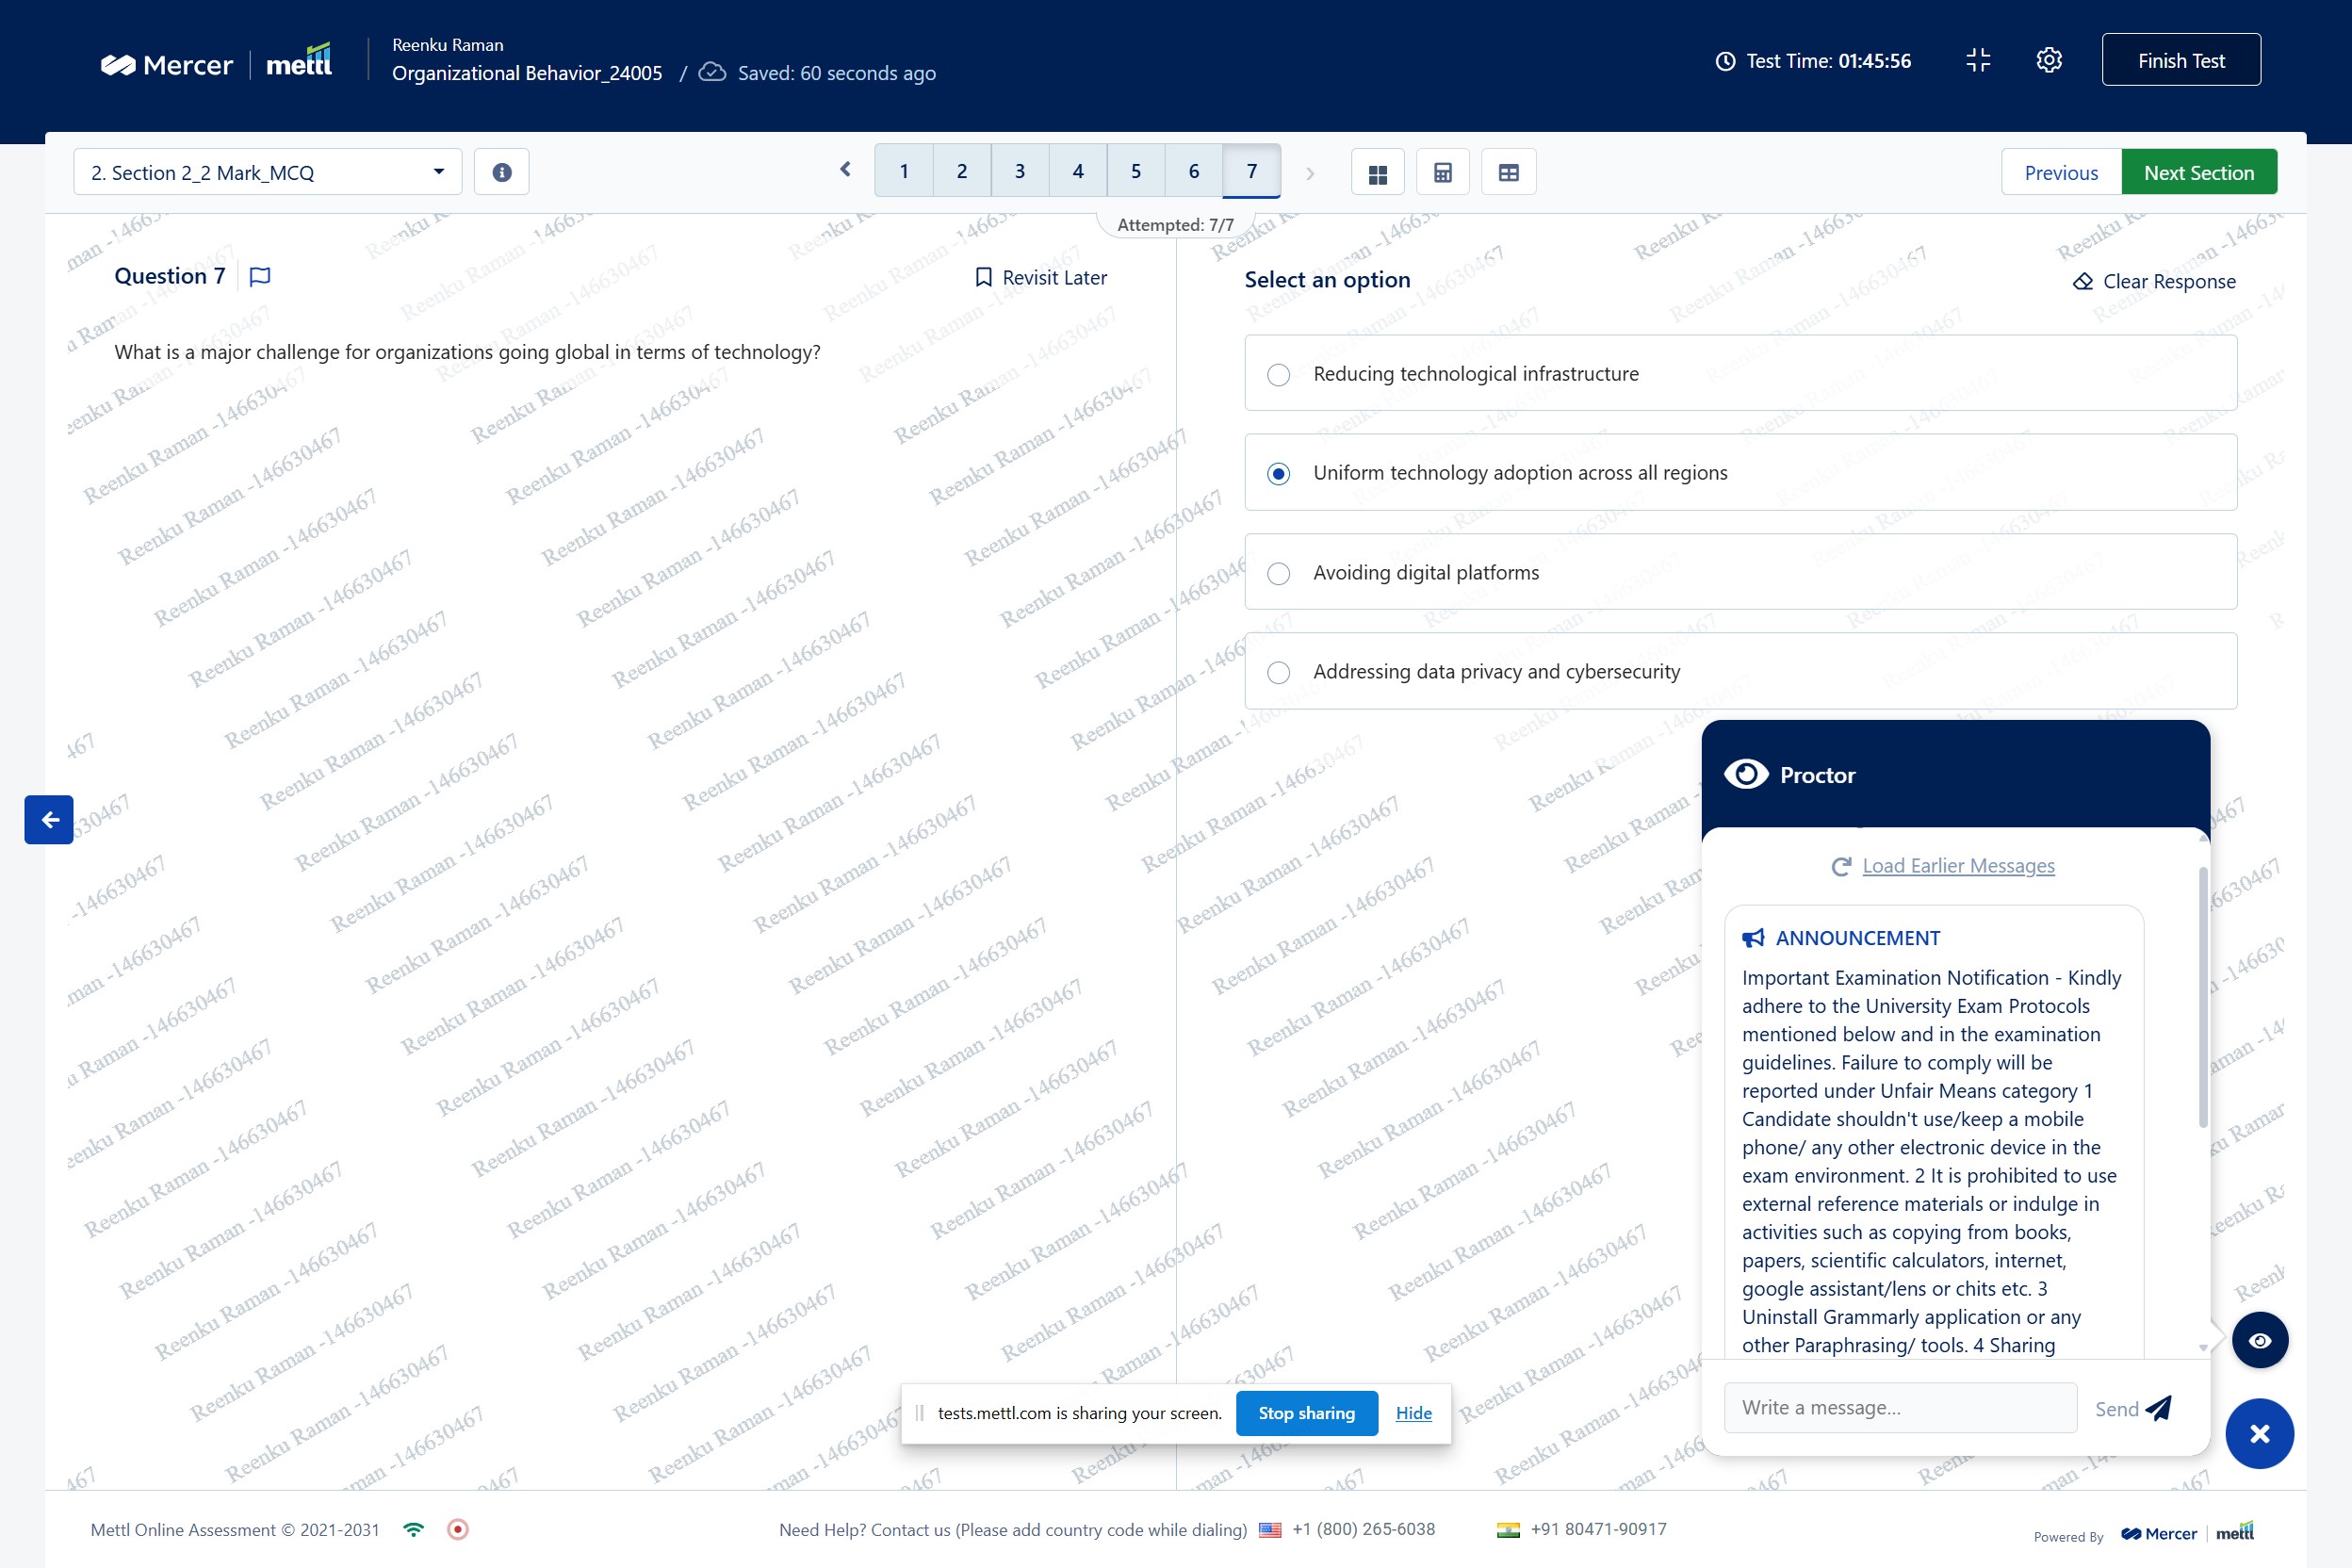 Mercer | mettl
Reenku Raman
Organizational Behavior_24005 / Saved: 60 seconds ago
Test Time: 01:45:56
Finish Test
2. Section 2_2 Mark_MCQ
1 2 3 4 5 6 7
Previous
Next Section
Attempted: 7/7
Question 7
Revisit Later
What is a major challenge for organizations going global in terms of technology?
Select an option
Clear Response
Reducing technological infrastructure
Uniform technology adoption across all regions
Avoiding digital platforms
Addressing data privacy and cybersecurity
Reenku Raman -146630467
Proctor
Load Earlier Messages
ANNOUNCEMENT
Important Examination Notification - Kindly
adhere to the University Exam Protocols
mentioned below and in the examination
guidelines. Failure to comply will be
reported under Unfair Means category 1
Candidate shouldn't use/keep a mobile
phone/ any other electronic device in the
exam environment. 2 It is prohibited to use
external reference materials or indulge in
activities such as copying from books,
papers, scientific calculators, internet,
google assistant/lens or chits etc. 3
Uninstall Grammarly application or any
other Paraphrasing/ tools. 4 Sharing
Write a message...
Send
tests.mettl.com is sharing your screen.
Stop sharing
Hide
Mettl Online Assessment © 2021-2031
Need Help? Contact us (Please add country code while dialing) +1 (800) 265-6038 +91 80471-90917
Powered By Mercer | mettl